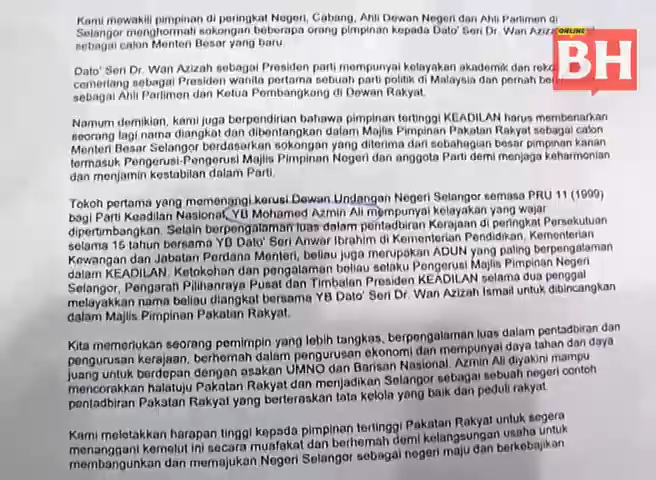 Kami mewakili pimpinan di peringkat Negeri, Cabang, Ahli Dewan Negeri dan Ahli Parlimen di
Selangor menghormati sokongan beberapa orang pimpinan kepada Dato' Seri Dr. Wan Azizah
sebagai calon Menteri Besar yang baru.
ONLINE
BH
Dato' Seri Dr. Wan Azizah sebagai Presiden parti mempunyai kelayakan akademik dan
cemerlang sebagai Presiden wanita pertama sebuah parti politik di Malaysia dan pernah
sebagai Ahli Parlimen dan Ketua Pembangkang di Dewan Rakyat.
Namum demikian, kami juga berpendirian bahawa pimpinan tertinggi KEADILAN harus membenarkan
seorang lagi nama diangkat dan dibentangkan dalam Majlis Pimpinan Pakatan Rakyat sebagai calon
Menteri Besar Selangor berdasarkan sokongan yang diterima dari sebahagian besar pimpinan kanan
termasuk Pengerusi-Pengerusi Majlis Pimpinan Negeri dan anggota Parti demi menjaga keharmonian
dan menjamin kestabilan dalam Parti.
Tokoh pertama yang memenangi kerusi Dewan Undangan Negeri Selangor semasa PRU 11 (1999)
bagi Parti Keadilan Nasional, YB Mohamed Azmin Ali mempunyai kelayakan yang wajar
dipertimbangkan. Selain berpengalaman luas dalam pentadbiran Kerajaan di peringkat Persekutuan
selama 15 tahun bersama YB Dato' Seri Anwar Ibrahim di Kementerian Pendidikan, Kementerian
Kewangan dan Jabatan Perdana Menteri, beliau juga merupakan ADUN yang paling berpengalaman
dalam KEADILAN. Ketokohan dan pengalaman beliau selaku Pengerusi Majlis Pimpinan Negeri
Selangor, Pengarah Pilihanraya Pusat dan Timbalan Presiden KEADILAN selama dua penggal
melayakkan nama beliau diangkat bersama YB Dato' Seri Dr. Wan Azizah Ismail untuk dibincangkan
dalam Majlis Pimpinan Pakatan Rakyat.
Kita memerlukan seorang pemimpin yang lebih tangkas, berpengalaman luas dalam pentadbiran dan
pengurusan kerajaan, berhemah dalam pengurusan ekonomi dan mempunyai daya tahan dan daya
juang untuk berdepan dengan asakan UMNO dan Barisan Nasional. Azmin Ali diyakini mampu
mencorakkan halatuju Pakatan Rakyat dan menjadikan Selangor sebagai sebuah negeri contoh
pentadbiran Pakatan Rakyat yang berteraskan tata kelola yang baik dan peduli rakyat.
Kami meletakkan harapan tinggi kepada pimpinan tertinggi Pakatan Rakyat untuk segera
menanggani kemelut ini secara muafakat dan berhemah demi kelangsungan usaha untuk
membangunkan dan memajukan Negeri Selangor sebagai negeri maju dan berkebajikan